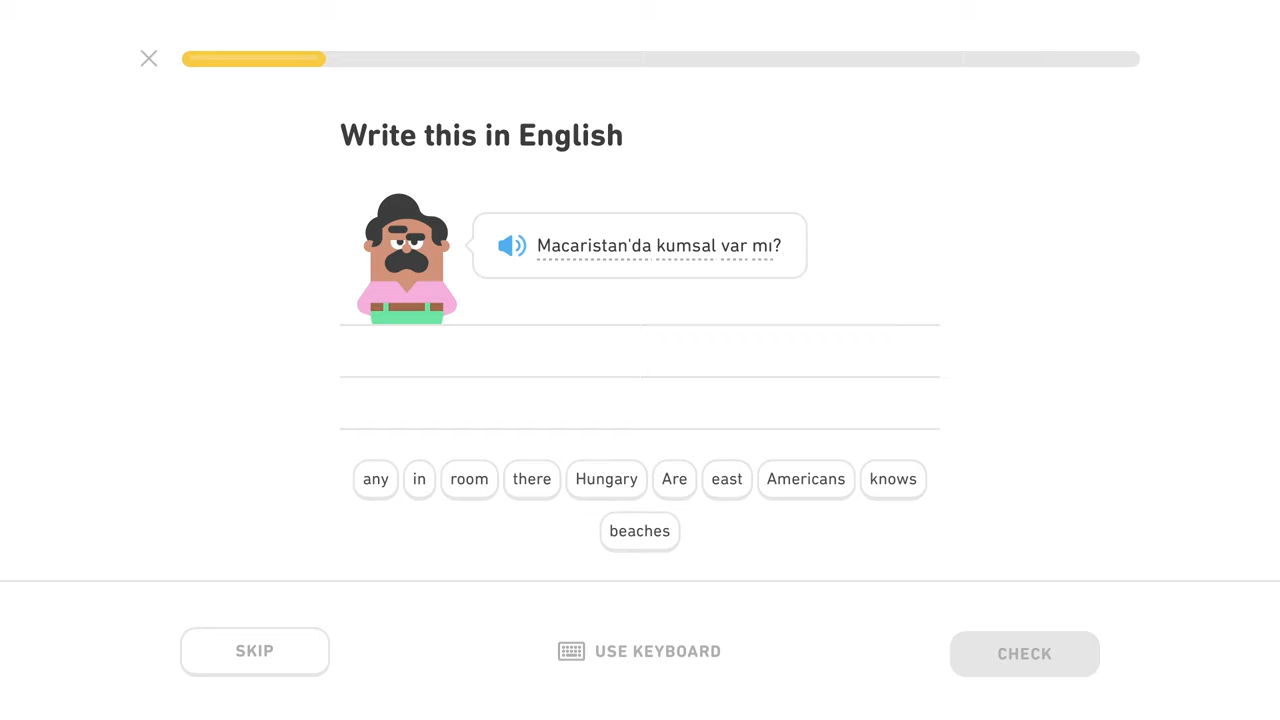 Write this in English
Macaristan'da kumsal var mı?
any in room there Hungary Are east Americans knows
beaches
SKIP
USE KEYBOARD
CHECK